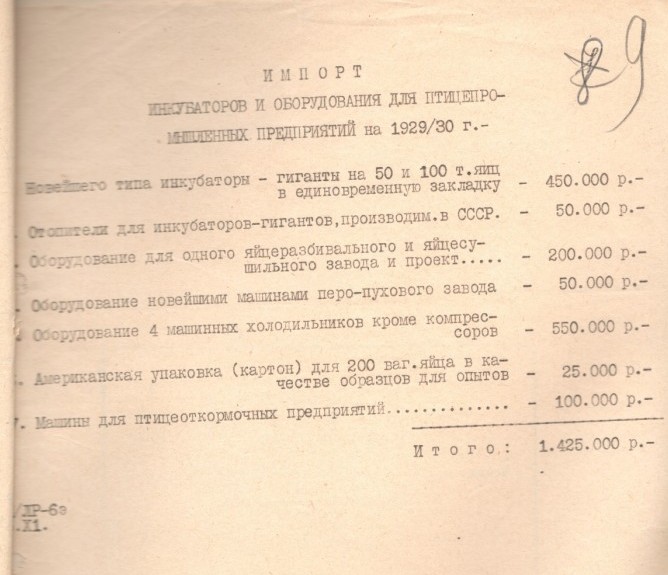 9
И М П О Р Т
ИНКУБАТОРОВ И ОБОРУДОВАНИЯ ДЛЯ ПТИЦЕПРО-
МЫШЛЕННЫХ ПРЕДПРИЯТИЙ на 1929/30 г.-
Новейшего типа инкубаторы - гиганты на 50 и 100 т.яиц
в единовременную закладку - 450.000 р.-
. Отопители для инкубаторов-гигантов,производим.в СССР. - 50.000 р.-
. Оборудование для одного яйцеразбивального и яйцесу-
шильного завода и проект..... - 200.000 р.-
. Оборудование новейшими машинами перо-пухового завода - 50.000 р.-
Оборудование 4 машинных холодильников кроме компрес-
соров - 550.000 р.-
. Американская упаковка (картон) для 200 ваг.яйца в ка-
честве образцов для опытов - 25.000 р.-
7. Машины для птицеоткормочных предприятий.............. - 100.000 р.-
И т о г о : 1.425.000 р.-
/ЛР-6э
.X1.